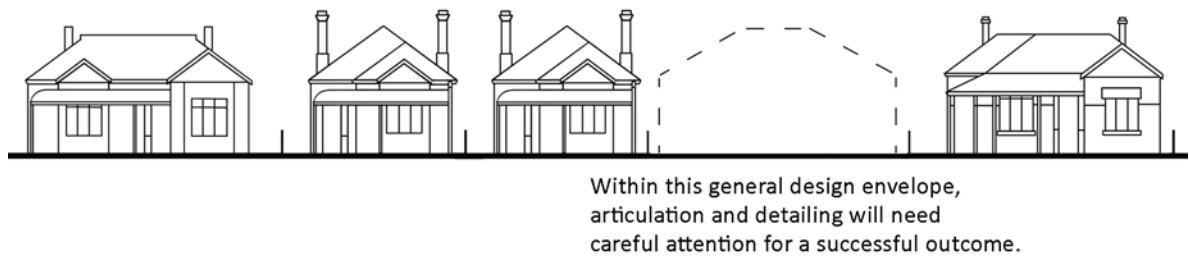 Within this general design envelope,
articulation and detailing will need
careful attention for a successful outcome.